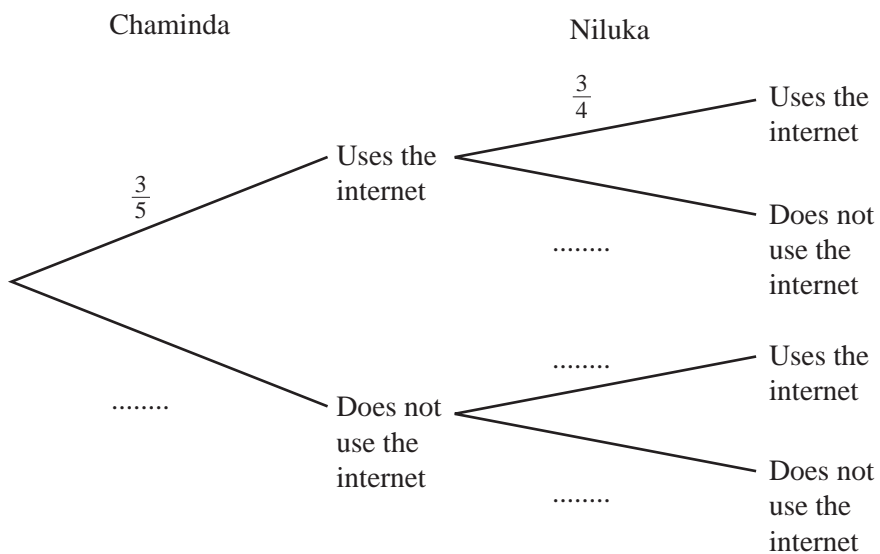 Chaminda
Niluka
3/5
Uses the
internet
3/4
Uses the
internet
........
Does not
use the
internet
........
Does not
use the
internet
........
Uses the
internet
........
Does not
use the
internet